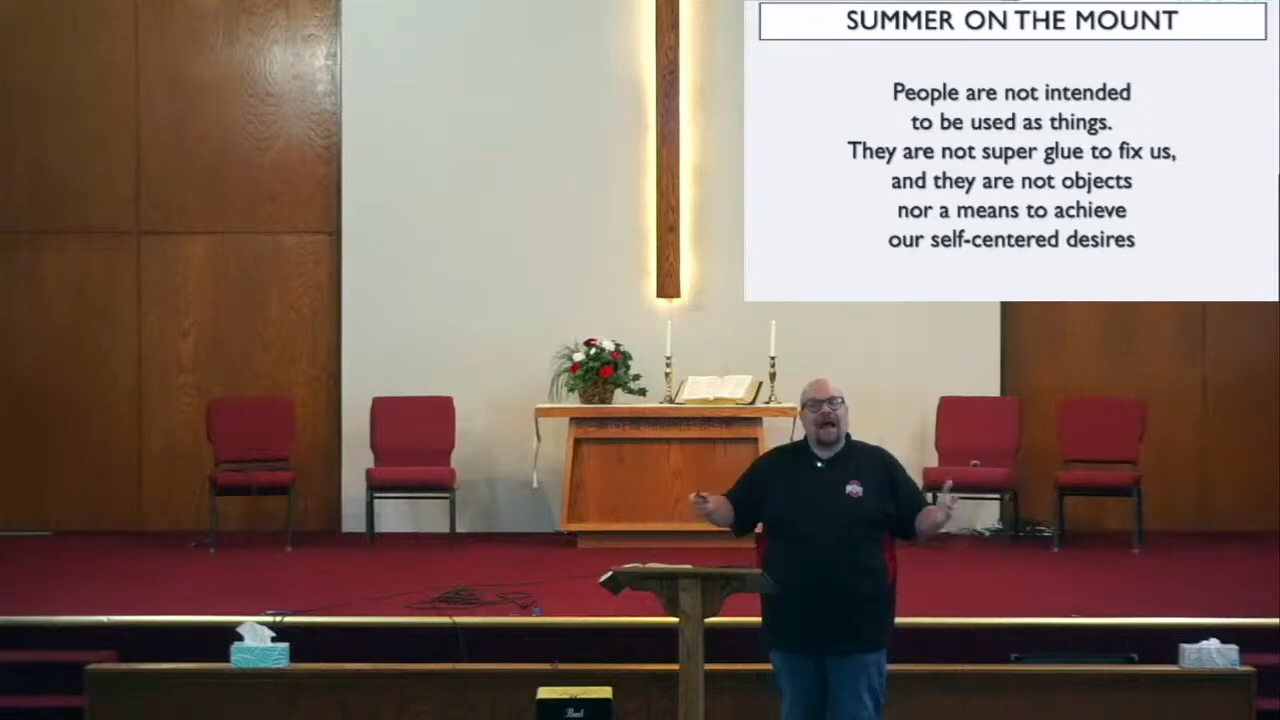 SUMMER ON THE MOUNT
People are not intended
to be used as things.
They are not super glue to fix us,
and they are not objects
nor a means to achieve
our self-centered desires
Pearl